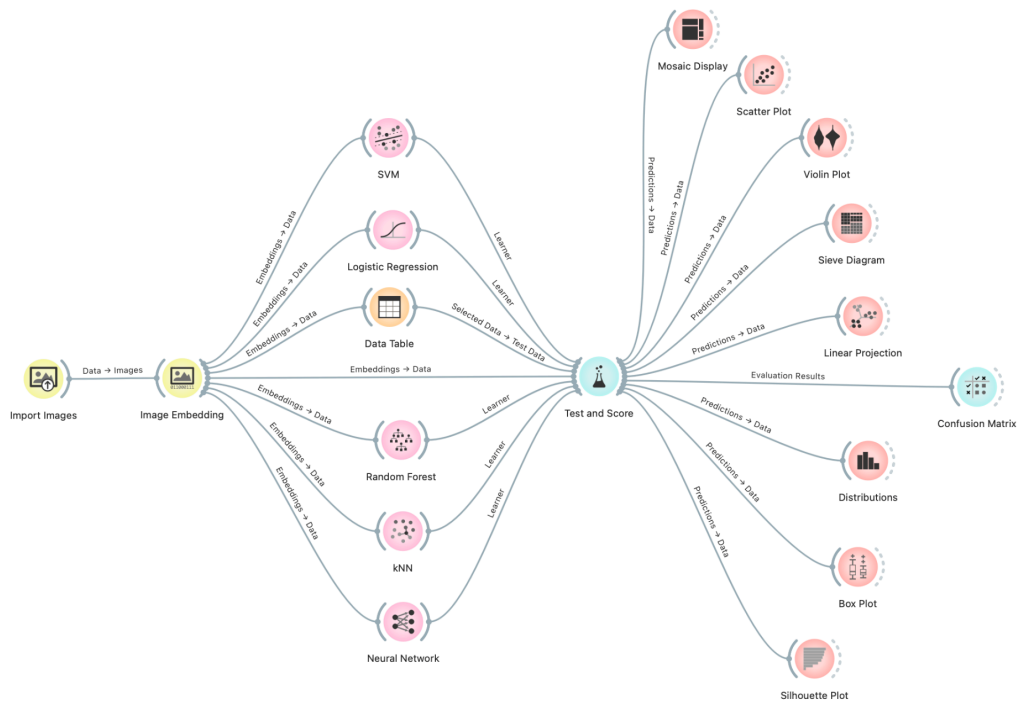 Mosaic Display
Scatter Plot
Violin Plot
Sieve Diagram
Linear Projection
Confusion Matrix
Distributions
Box Plot
Silhouette Plot
Predictions → Data
Predictions → Data
Predictions → Data
Predictions → Data
Predictions → Data
Evaluation Results
Predictions → Data
Predictions → Data
Predictions → Data
SVM
Logistic Regression
Data Table
Random Forest
kNN
Neural Network
Embeddings → Data
Embeddings → Data
Embeddings → Data
Embeddings → Data
Embeddings → Data
Embeddings → Data
Embeddings → Data
Learner
Learner
Selected Data → Test Data
Learner
Learner
Learner
Import Images
Data → Images
Image Embedding
011000111
Test and Score